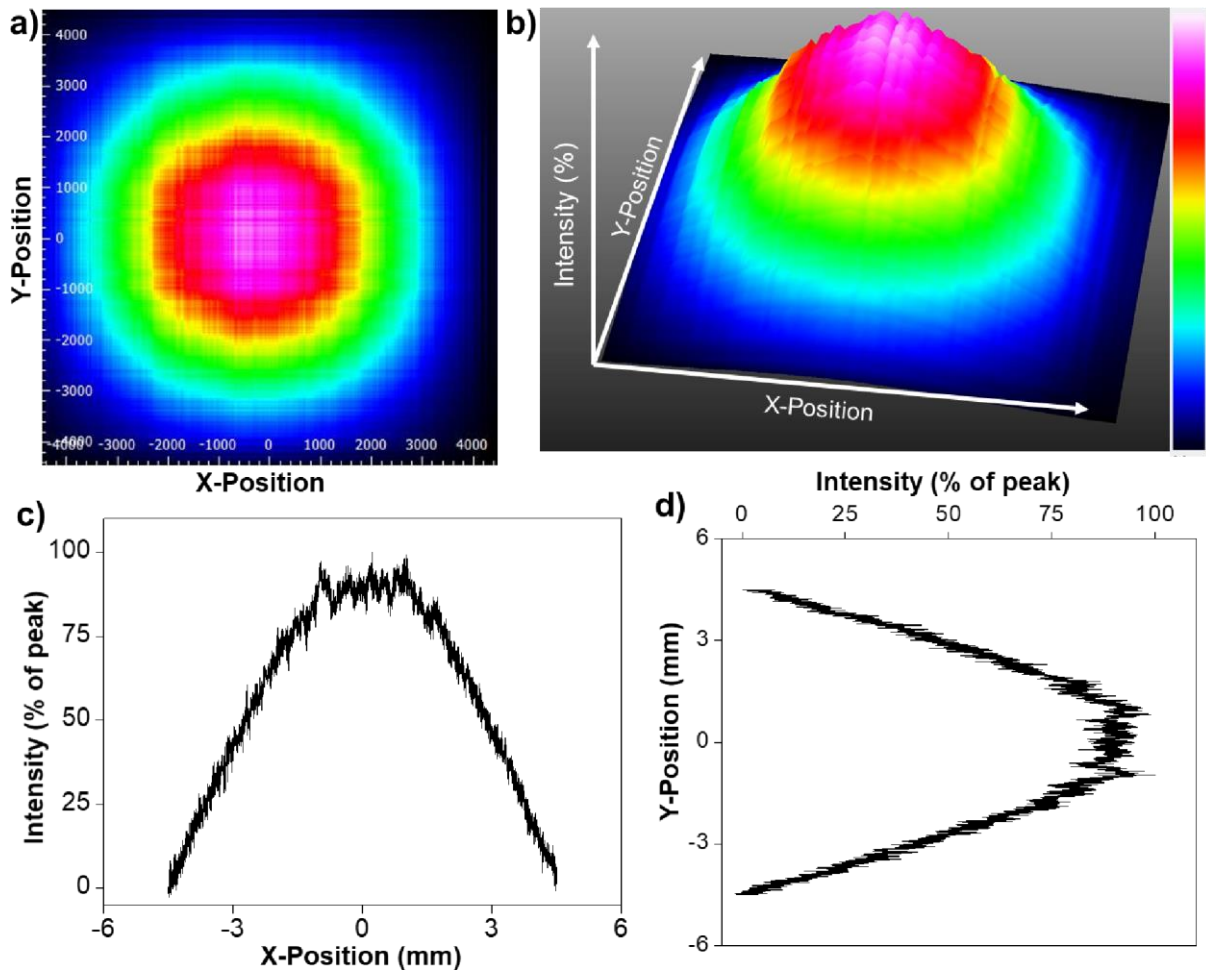 a)
4000
3000
2000
1000
0
-1000
-2000
-3000
-4000
-4000 -3000 -2000 -1000 0 1000 2000 3000 4000
Y-Position
X-Position
b)
Intensity (%)
Y-Position
X-Position
c)
100
75
50
25
0
-6 -3 0 3 6
Intensity (% of peak)
X-Position (mm)
Intensity (% of peak)
d)
0 25 50 75 100
6
3
0
-3
-6
Y-Position (mm)